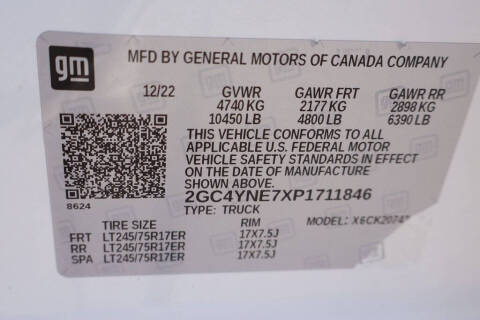 gm
MFD BY GENERAL MOTORS OF CANADA COMPANY
12/22 GVWR GAWR FRT GAWR RR
4740 KG 2177 KG 2898 KG
10450 LB 4800 LB 6390 LB
THIS VEHICLE CONFORMS TO ALL
APPLICABLE U.S. FEDERAL MOTOR
VEHICLE SAFETY STANDARDS IN EFFECT
ON THE DATE OF MANUFACTURE
SHOWN ABOVE.
8624 2GC4YNE7XP1711846
TYPE: TRUCK MODEL:
TIRE SIZE RIM
FRT LT245/75R17ER 17X7.5J
RR LT245/75R17ER 17X7.5J
SPA LT245/75R17ER 17X7.5J